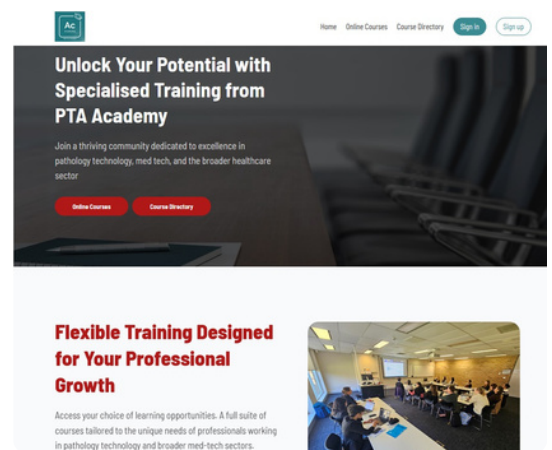 Ac
Home Online Courses Course Directory Sign in Sign up
Unlock Your Potential with
Specialised Training from
PTA Academy
Join a thriving community dedicated to excellence in
pathology technology, med tech, and the broader healthcare
sector
Online Courses Course Directory
Flexible Training Designed
for Your Professional
Growth
Access your choice of learning opportunities. A full suite of
courses tailored to the unique needs of professionals working
in pathology technology and broader med-tech sectors.